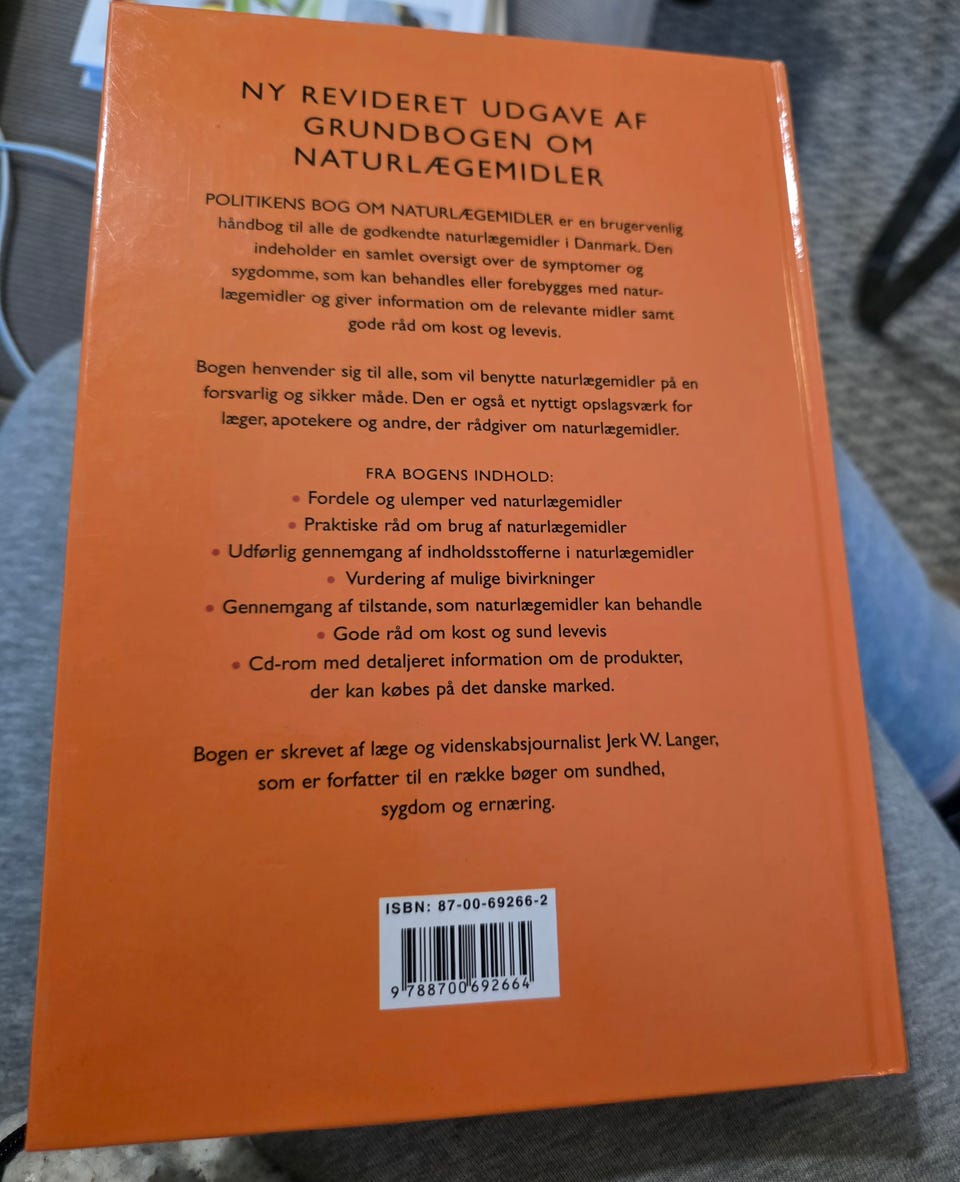 NY REVIDERET UDGAVE AF
GRUNDBOGEN OM
NATURLÆGEMIDLER
POLITIKENS BOG OM NATURLÆGEMIDLER er en brugervenlig
håndbog til alle de godkendte naturlægemidler i Danmark. Den
indeholder en samlet oversigt over de symptomer og
sygdomme, som kan behandles eller forebygges med natur-
lægemidler og giver information om de relevante midler samt
gode råd om kost og levevis.
Bogen henvender sig til alle, som vil benytte naturlægemidler på en
forsvarlig og sikker måde. Den er også et nyttigt opslagsværk for
læger, apotekere og andre, der rådgiver om naturlægemidler.
FRA BOGENS INDHOLD:
• Fordele og ulemper ved naturlægemidler
• Praktiske råd om brug af naturlægemidler
• Udførlig gennemgang af indholdsstofferne i naturlægemidler
• Vurdering af mulige bivirkninger
• Gennemgang af tilstande, som naturlægemidler kan behandle
• Gode råd om kost og sund levevis
• Cd-rom med detaljeret information om de produkter,
der kan købes på det danske marked.
Bogen er skrevet af læge og videnskabsjournalist Jerk W. Langer,
som er forfatter til en række bøger om sundhed,
sygdom og ernæring.
ISBN: 87-00-69266-2
9 788700 692664